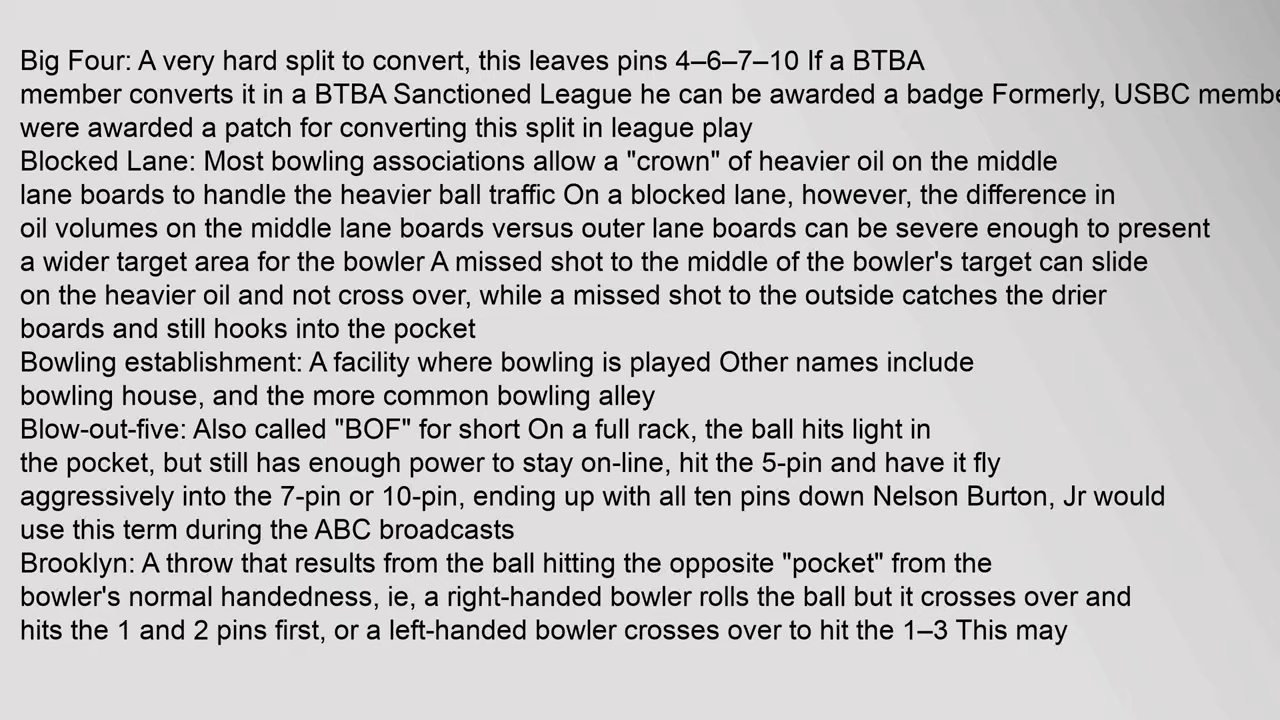 Big Four: A very hard split to convert, this leaves pins 4–6–7–10 If a BTBA
member converts it in a BTBA Sanctioned League he can be awarded a badge Formerly, USBC
were awarded a patch for converting this split in league play
Blocked Lane: Most bowling associations allow a "crown" of heavier oil on the middle
lane boards to handle the heavier ball traffic On a blocked lane, however, the difference in
oil volumes on the middle lane boards versus outer lane boards can be severe enough to present
a wider target area for the bowler A missed shot to the middle of the bowler's target can slide
on the heavier oil and not cross over, while a missed shot to the outside catches the drier
boards and still hooks into the pocket
Bowling establishment: A facility where bowling is played Other names include
bowling house, and the more common bowling alley
Blow-out-five: Also called "BOF" for short On a full rack, the ball hits light in
the pocket, but still has enough power to stay on-line, hit the 5-pin and have it fly
aggressively into the 7-pin or 10-pin, ending up with all ten pins down Nelson Burton, Jr would
use this term during the ABC broadcasts
Brooklyn: A throw that results from the ball hitting the opposite "pocket" from the
bowler's normal handedness, ie, a right-handed bowler rolls the ball but it crosses over and
hits the 1 and 2 pins first, or a left-handed bowler crosses over to hit the 1–3 This may